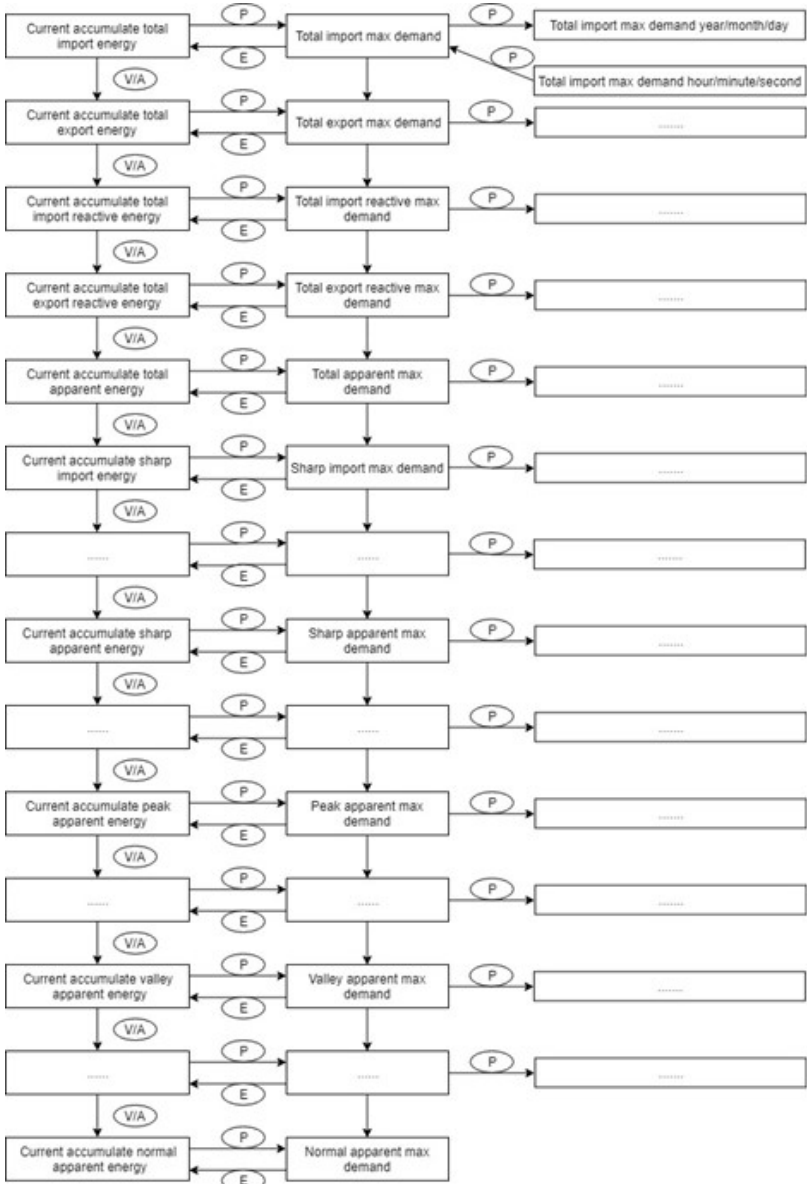 Current accumulate total
import energy
P
E
Total import max demand
P
Total import max demand year/month/day
P
Total import max demand hour/minute/second
V/A
Current accumulate total
export energy
P
E
Total export max demand
P
.......
V/A
Current accumulate total
import reactive energy
P
E
Total import reactive max
demand
P
.......
V/A
Current accumulate total
export reactive energy
P
E
Total export reactive max
demand
P
.......
V/A
Current accumulate total
apparent energy
P
E
Total apparent max
demand
P
.......
V/A
Current accumulate sharp
import energy
P
E
Sharp import max demand
P
.......
V/A
......
P
E
......
P
.......
V/A
Current accumulate sharp
apparent energy
P
E
Sharp apparent max
demand
P
.......
V/A
......
P
E
......
P
.......
V/A
Current accumulate peak
apparent energy
P
E
Peak apparent max
demand
P
.......
V/A
......
P
E
......
P
.......
V/A
Current accumulate valley
apparent energy
P
E
Valley apparent max
demand
P
.......
V/A
......
P
E
......
P
.......
V/A
Current accumulate normal
apparent energy
P
E
Normal apparent max
demand